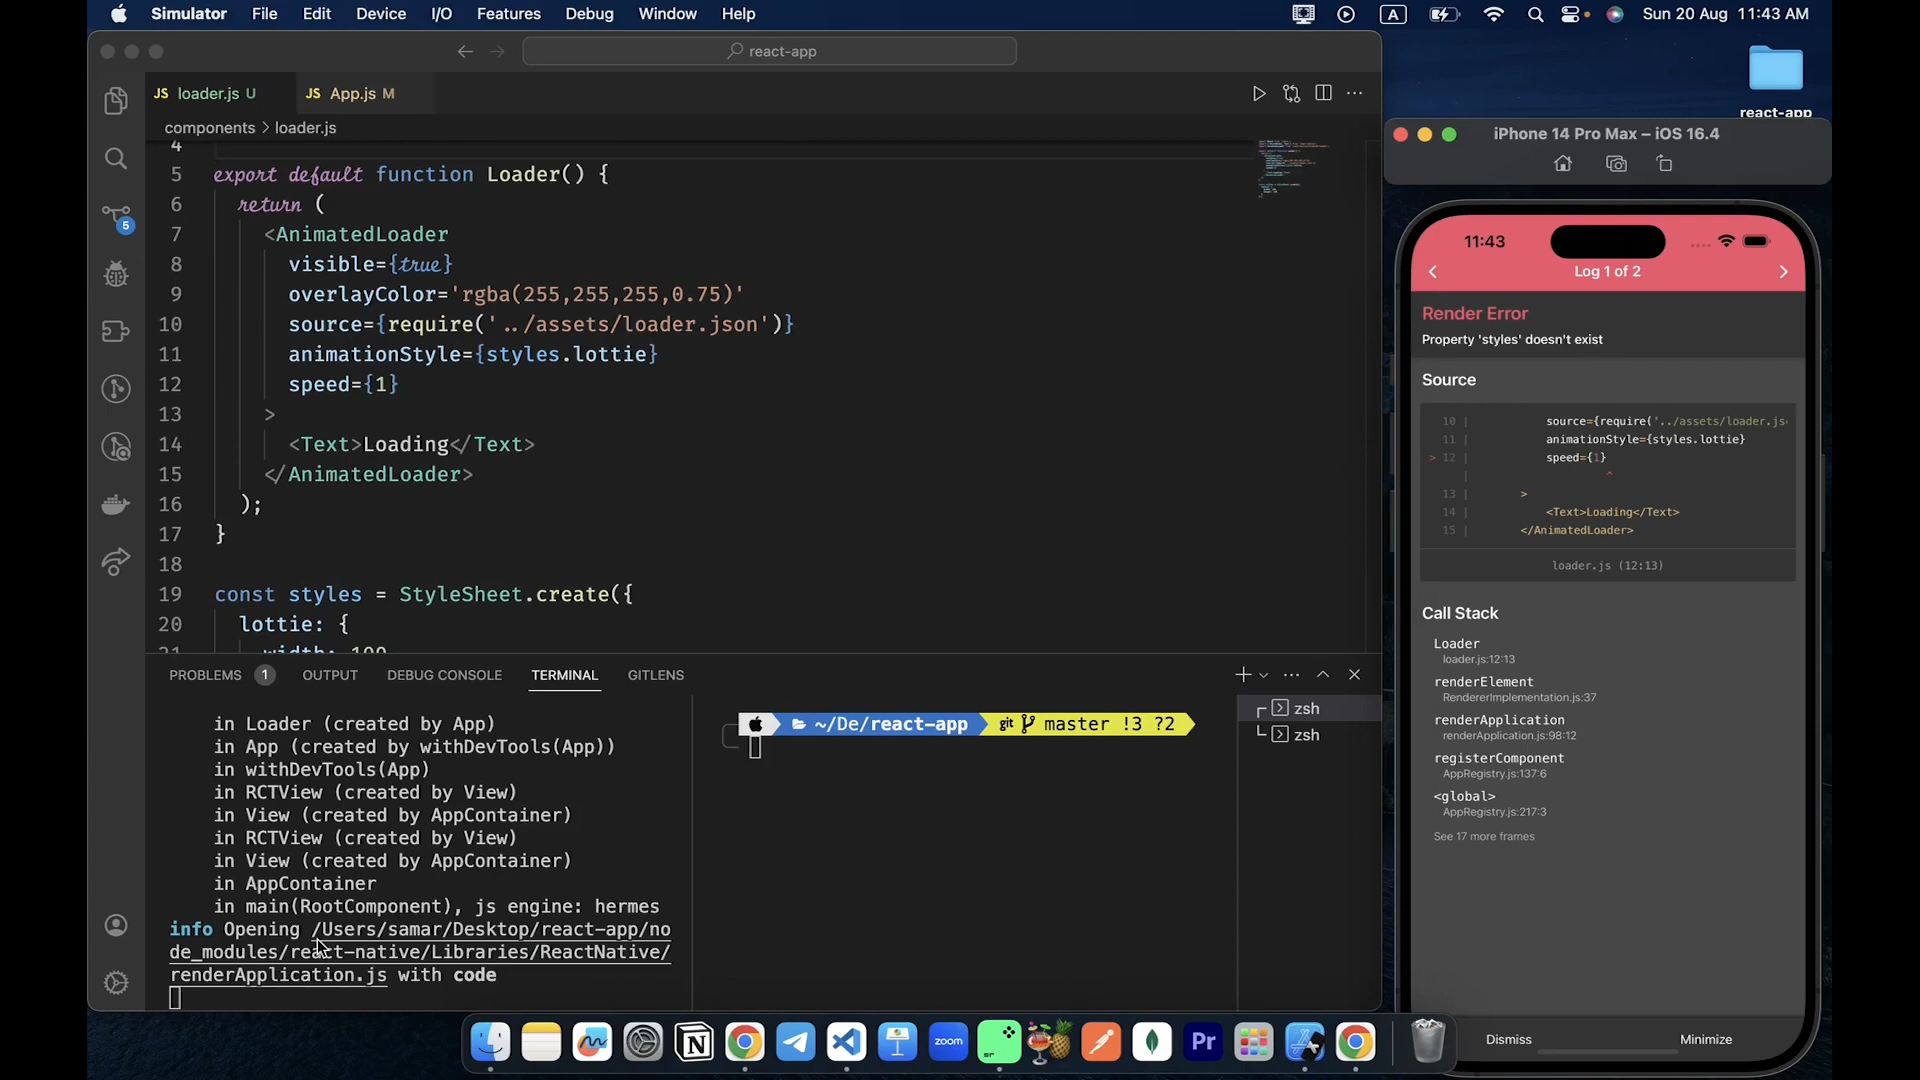 Simulator File Edit Device I/O Features Debug Window Help
A
Sun 20 Aug 11:43 AM
react-app
react-app
JS loader.js U
JS App.js M
components > loader.js
4
5 export default function Loader() {
6 return (
7 <AnimatedLoader
8 visible={true}
9 overlayColor='rgba(255,255,255,0.75)'
10 source={require('../assets/loader.json')}
11 animationStyle={styles.lottie}
12 speed={1}
13 >
14 <Text>Loading</Text>
15 </AnimatedLoader>
16 );
17 }
18
19 const styles = StyleSheet.create({
20 lottie: {
21 width: 100
5
PROBLEMS 1 OUTPUT DEBUG CONSOLE TERMINAL GITLENS
in Loader (created by App)
in App (created by withDevTools(App))
in withDevTools(App)
in RCTView (created by View)
in View (created by AppContainer)
in RCTView (created by View)
in View (created by AppContainer)
in AppContainer
in main(RootComponent), js engine: hermes
info Opening /Users/samar/Desktop/react-app/no
de_modules/react-native/Libraries/ReactNative/
renderApplication.js with code
~/De/react-app git master !3 ?2
zsh
zsh
iPhone 14 Pro Max – iOS 16.4
11:43
Log 1 of 2
Render Error
Property 'styles' doesn't exist
Source
10 | source={require('../assets/loader.js
11 | animationStyle={styles.lottie}
> 12 | speed={1}
| ^
13 | >
14 | <Text>Loading</Text>
15 | </AnimatedLoader>
loader.js (12:13)
Call Stack
Loader
loader.js:12:13
renderElement
RendererImplementation.js:37
renderApplication
renderApplication.js:98:12
registerComponent
AppRegistry.js:137:6
<global>
AppRegistry.js:217:3
See 17 more frames
Dismiss
Minimize
zoom
sr
Pr